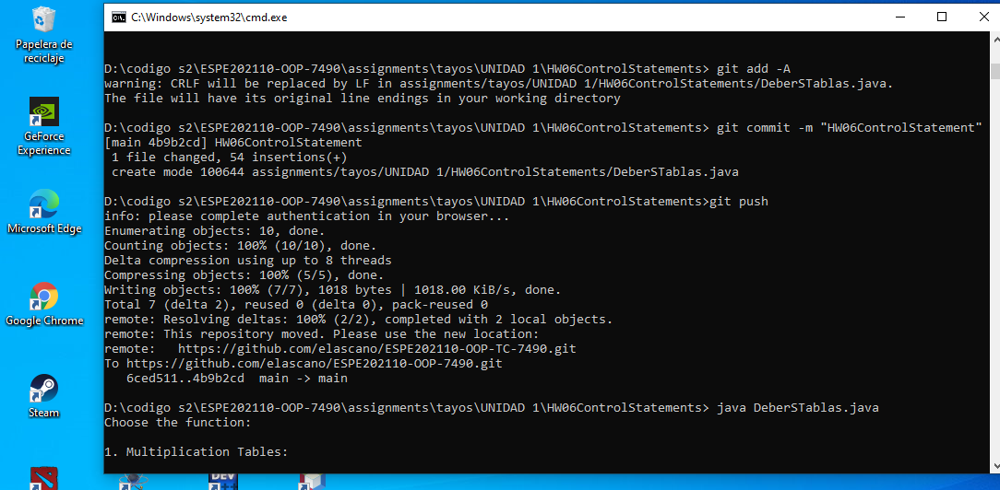 Papelera de
reciclaje
GeForce
Experience
Microsoft Edge
Google Chrome
Steam
DEV
C:\Windows\system32\cmd.exe
D:\codigo s2\ESPE202110-OOP-7490\assignments\tayos\UNIDAD 1\HW06ControlStatements> git add -A
warning: CRLF will be replaced by LF in assignments/tayos/UNIDAD 1/HW06ControlStatements/DeberSTablas.java.
The file will have its original line endings in your working directory
D:\codigo s2\ESPE202110-OOP-7490\assignments\tayos\UNIDAD 1\HW06ControlStatements> git commit -m "HW06ControlStatement"
[main 4b9b2cd] HW06ControlStatement
 1 file changed, 54 insertions(+)
 create mode 100644 assignments/tayos/UNIDAD 1/HW06ControlStatements/DeberSTablas.java
D:\codigo s2\ESPE202110-OOP-7490\assignments\tayos\UNIDAD 1\HW06ControlStatements>git push
info: please complete authentication in your browser...
Enumerating objects: 10, done.
Counting objects: 100% (10/10), done.
Delta compression using up to 8 threads
Compressing objects: 100% (5/5), done.
Writing objects: 100% (7/7), 1018 bytes | 1018.00 KiB/s, done.
Total 7 (delta 2), reused 0 (delta 0), pack-reused 0
remote: Resolving deltas: 100% (2/2), completed with 2 local objects.
remote: This repository moved. Please use the new location:
remote:   https://github.com/elascano/ESPE202110-OOP-TC-7490.git
To https://github.com/elascano/ESPE202110-OOP-7490.git
   6ced511..4b9b2cd  main -> main
D:\codigo s2\ESPE202110-OOP-7490\assignments\tayos\UNIDAD 1\HW06ControlStatements> java DeberSTablas.java
Choose the function:
1. Multiplication Tables: